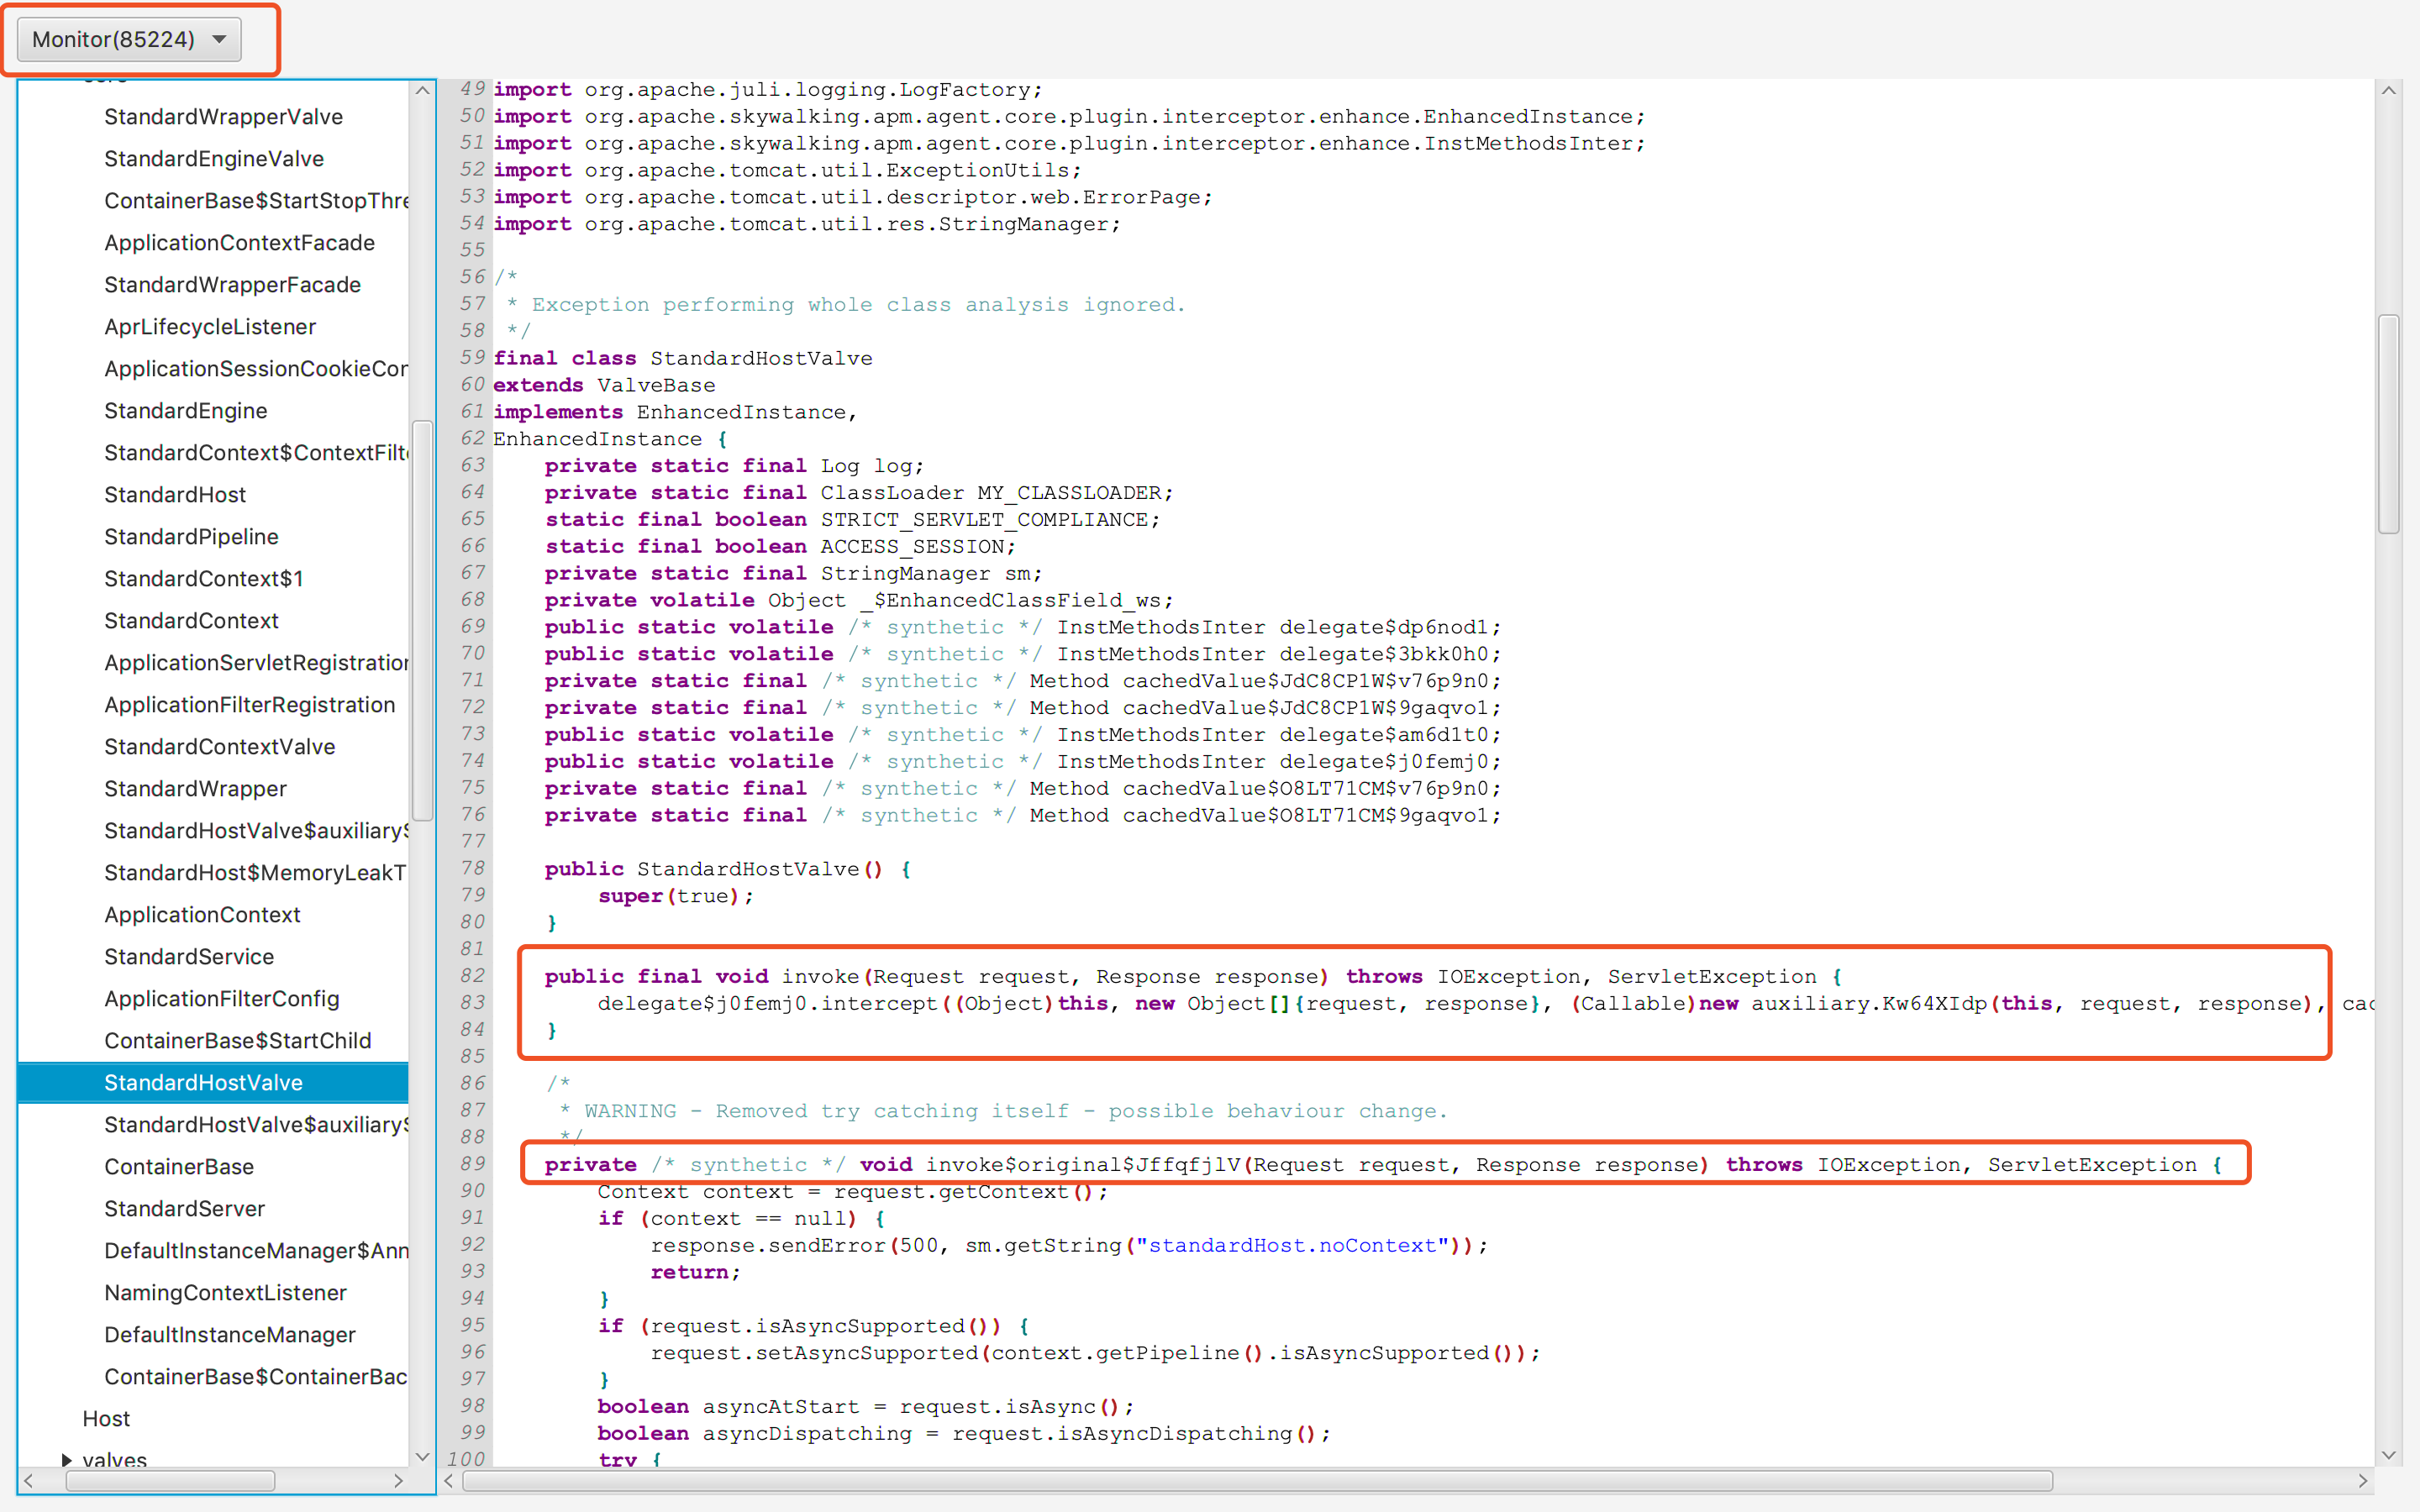 Monitor(85224)
StandardWrapperValve
StandardEngineValve
ContainerBase$StartStopThre
ApplicationContextFacade
StandardWrapperFacade
AprLifecycleListener
ApplicationSessionCookieCon
StandardEngine
StandardContext$ContextFilte
StandardHost
StandardPipeline
StandardContext$1
StandardContext
ApplicationServletRegistration
ApplicationFilterRegistration
StandardContextValve
StandardWrapper
StandardHostValve$auxiliary$
StandardHost$MemoryLeakT
ApplicationContext
StandardService
ApplicationFilterConfig
ContainerBase$StartChild
StandardHostValve
StandardHostValve$auxiliary$
ContainerBase
StandardServer
DefaultInstanceManager$Ann
NamingContextListener
DefaultInstanceManager
ContainerBase$ContainerBac
Host
valves
49 import org.apache.juli.logging.LogFactory;
50 import org.apache.skywalking.apm.agent.core.plugin.interceptor.enhance.EnhancedInstance;
51 import org.apache.skywalking.apm.agent.core.plugin.interceptor.enhance.InstMethodsInter;
52 import org.apache.tomcat.util.ExceptionUtils;
53 import org.apache.tomcat.util.descriptor.web.ErrorPage;
54 import org.apache.tomcat.util.res.StringManager;
55
56 /*
57  * Exception performing whole class analysis ignored.
58  */
59 final class StandardHostValve
60 extends ValveBase
61 implements EnhancedInstance,
62 EnhancedInstance {
63     private static final Log log;
64     private static final ClassLoader MY_CLASSLOADER;
65     static final boolean STRICT_SERVLET_COMPLIANCE;
66     static final boolean ACCESS_SESSION;
67     private static final StringManager sm;
68     private volatile Object _$EnhancedClassField_ws;
69     public static volatile /* synthetic */ InstMethodsInter delegate$dp6nod1;
70     public static volatile /* synthetic */ InstMethodsInter delegate$3bkk0h0;
71     private static final /* synthetic */ Method cachedValue$JdC8CP1W$v76p9n0;
72     private static final /* synthetic */ Method cachedValue$JdC8CP1W$9gaqvo1;
73     public static volatile /* synthetic */ InstMethodsInter delegate$am6d1t0;
74     public static volatile /* synthetic */ InstMethodsInter delegate$j0femj0;
75     private static final /* synthetic */ Method cachedValue$O8LT71CM$v76p9n0;
76     private static final /* synthetic */ Method cachedValue$O8LT71CM$9gaqvo1;
77
78     public StandardHostValve() {
79         super(true);
80     }
81
82     public final void invoke(Request request, Response response) throws IOException, ServletException {
83         delegate$j0femj0.intercept((Object)this, new Object[]{request, response}, (Callable)new auxiliary.Kw64XIdp(this, request, response), cac
84     }
85
86     /*
87      * WARNING - Removed try catching itself - possible behaviour change.
88      */
89     private /* synthetic */ void invoke$original$JffqfjlV(Request request, Response response) throws IOException, ServletException {
90         Context context = request.getContext();
91         if (context == null) {
92             response.sendError(500, sm.getString("standardHost.noContext"));
93             return;
94         }
95         if (request.isAsyncSupported()) {
96             request.setAsyncSupported(context.getPipeline().isAsyncSupported());
97         }
98         boolean asyncAtStart = request.isAsync();
99         boolean asyncDispatching = request.isAsyncDispatching();
100         try {